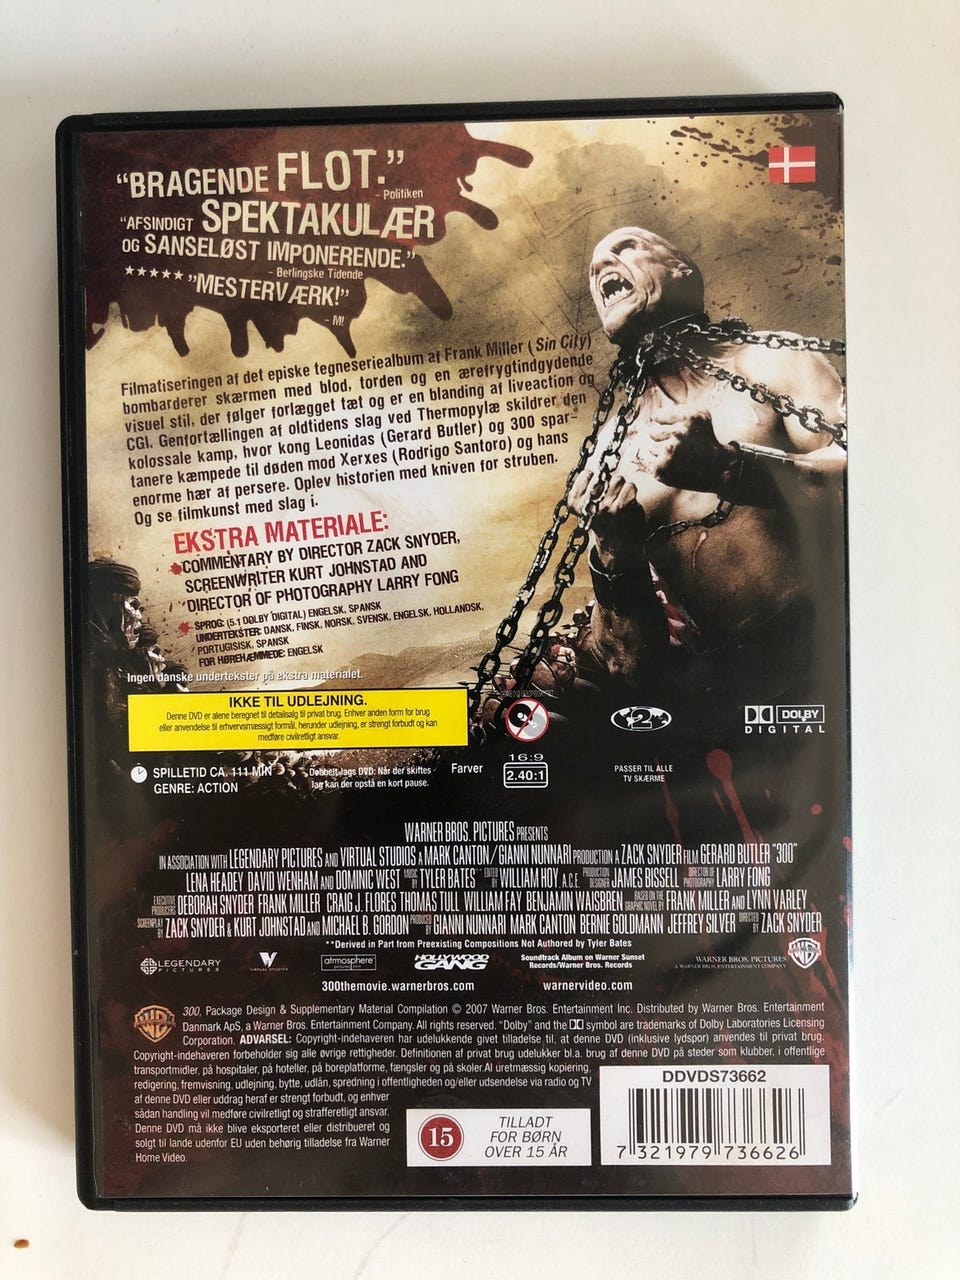 “BRAGENDE FLOT.”
- Politiken
“AFSINDIGT SPEKTAKULÆR
OG SANSELØST IMPONERENDE.”
- Berlingske Tidende
★★★★★ ”MESTERVÆRK!”
- M!
Filmatiseringen af det episke tegneseriealbum af Frank Miller (Sin City)
bombarderer skærmen med blod, torden og en ærefrygtindgydende
visuel stil, der følger forlægget tæt og er en blanding af liveaction og
CGI. Genfortællingen af oldtidens slag ved Thermopylæ skildrer den
kolossale kamp, hvor kong Leonidas (Gerard Butler) og 300 spar-
tanere kæmpede til døden mod Xerxes (Rodrigo Santoro) og hans
enorme hær af persere. Oplev historien med kniven for struben.
Og se filmkunst med slag i.
EKSTRA MATERIALE:
COMMENTARY BY DIRECTOR ZACK SNYDER,
SCREENWRITER KURT JOHNSTAD AND
DIRECTOR OF PHOTOGRAPHY LARRY FONG
SPROG: (5.1 DOLBY DIGITAL) ENGELSK, SPANSK
UNDERTEKSTER: DANSK, FINSK, NORSK, SVENSK, ENGELSK, HOLLANDSK,
PORTUGISISK, SPANSK
FOR HØREHÆMMEDE: ENGELSK
Ingen danske undertekster på ekstra materialet.
IKKE TIL UDLEJNING.
Denne DVD er alene beregnet til detailsalg til privat brug. Enhver anden form for brug
eller anvendelse til erhvervsmæssigt formål, herunder udlejning, er strengt forbudt og kan
medføre civilretligt ansvar.
2
DOLBY
DIGITAL
SPILLETID CA. 111 MIN
GENRE: ACTION
Dobbelt-lags DVD: Når der skiftes
lag kan der opstå en kort pause.
Farver
16:9
2.40:1
PASSER TIL ALLE
TV SKÆRME
WARNER BROS. PICTURES PRESENTS
IN ASSOCIATION WITH LEGENDARY PICTURES AND VIRTUAL STUDIOS A MARK CANTON/GIANNI NUNNARI PRODUCTION A ZACK SNYDER FILM GERARD BUTLER "300"
LENA HEADEY DAVID WENHAM AND DOMINIC WEST MUSIC BY TYLER BATES** EDITED BY WILLIAM HOY A.C.E. PRODUCTION DESIGNER JAMES BISSELL DIRECTOR OF PHOTOGRAPHY LARRY FONG
EXECUTIVE PRODUCERS DEBORAH SNYDER FRANK MILLER CRAIG J. FLORES THOMAS TULL WILLIAM FAY BENJAMIN WAISBREN BASED ON THE GRAPHIC NOVEL BY FRANK MILLER AND LYNN VARLEY
SCREENPLAY BY ZACK SNYDER & KURT JOHNSTAD AND MICHAEL B. GORDON PRODUCED BY GIANNI NUNNARI MARK CANTON BERNIE GOLDMANN JEFFREY SILVER DIRECTED BY ZACK SNYDER
**Derived in Part from Preexisting Compositions Not Authored by Tyler Bates
LEGENDARY
PICTURES
VIRTUAL STUDIOS
atmosphere
pictures mm
HOLLYWOOD
GANG
Soundtrack Album on Warner Sunset
Records/Warner Bros. Records
WARNER BROS. PICTURES
A WARNER BROS. ENTERTAINMENT COMPANY
300themovie.warnerbros.com
warnervideo.com
300, Package Design & Supplementary Material Compilation © 2007 Warner Bros. Entertainment Inc. Distributed by Warner Bros. Entertainment
Danmark ApS, a Warner Bros. Entertainment Company. All rights reserved. "Dolby" and the DD symbol are trademarks of Dolby Laboratories Licensing
Corporation. ADVARSEL: Copyright-indehaveren har udelukkende givet tilladelse til, at denne DVD (inklusive lydspor) anvendes til privat brug.
Copyright-indehaveren forbeholder sig alle øvrige rettigheder. Definitionen af privat brug udelukker bl.a. brug af denne DVD på steder som klubber, i offentlige
transportmidler, på hospitaler, på hoteller, på boreplatforme, fængsler og på skoler.Al uretmæssig kopiering,
redigering, fremvisning, udlejning, bytte, udlån, spredning i offentligheden og/eller udsendelse via radio og TV
af denne DVD eller uddrag heraf er strengt forbudt, og enhver
sådan handling vil medføre civilretligt og strafferetligt ansvar.
Denne DVD må ikke blive eksporteret eller distribueret og
solgt til lande udenfor EU uden behørig tilladelse fra Warner
Home Video.
15
TILLADT
FOR BØRN
OVER 15 ÅR
DDVDS73662
7 321979 736626